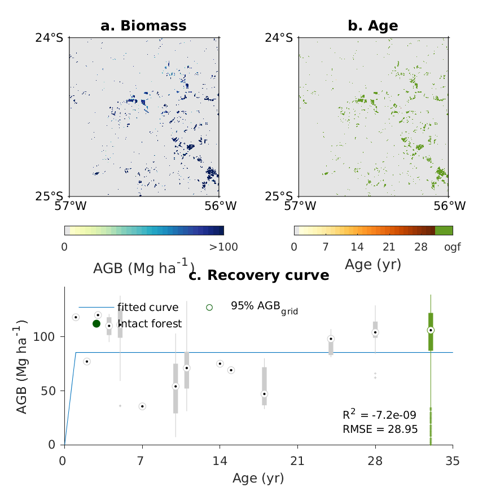 a. Biomass
b. Age
24°S
25°S
57°W
56°W
24°S
25°S
57°W
56°W
0
>100
AGB (Mg ha⁻¹)
0
7
14
21
28
ogf
Age (yr)
c. Recovery curve
fitted curve
95% AGB_grid
Intact forest
AGB (Mg ha⁻¹)
100
50
0
R² = -7.2e-09
RMSE = 28.95
0
7
14
21
28
35
Age (yr)